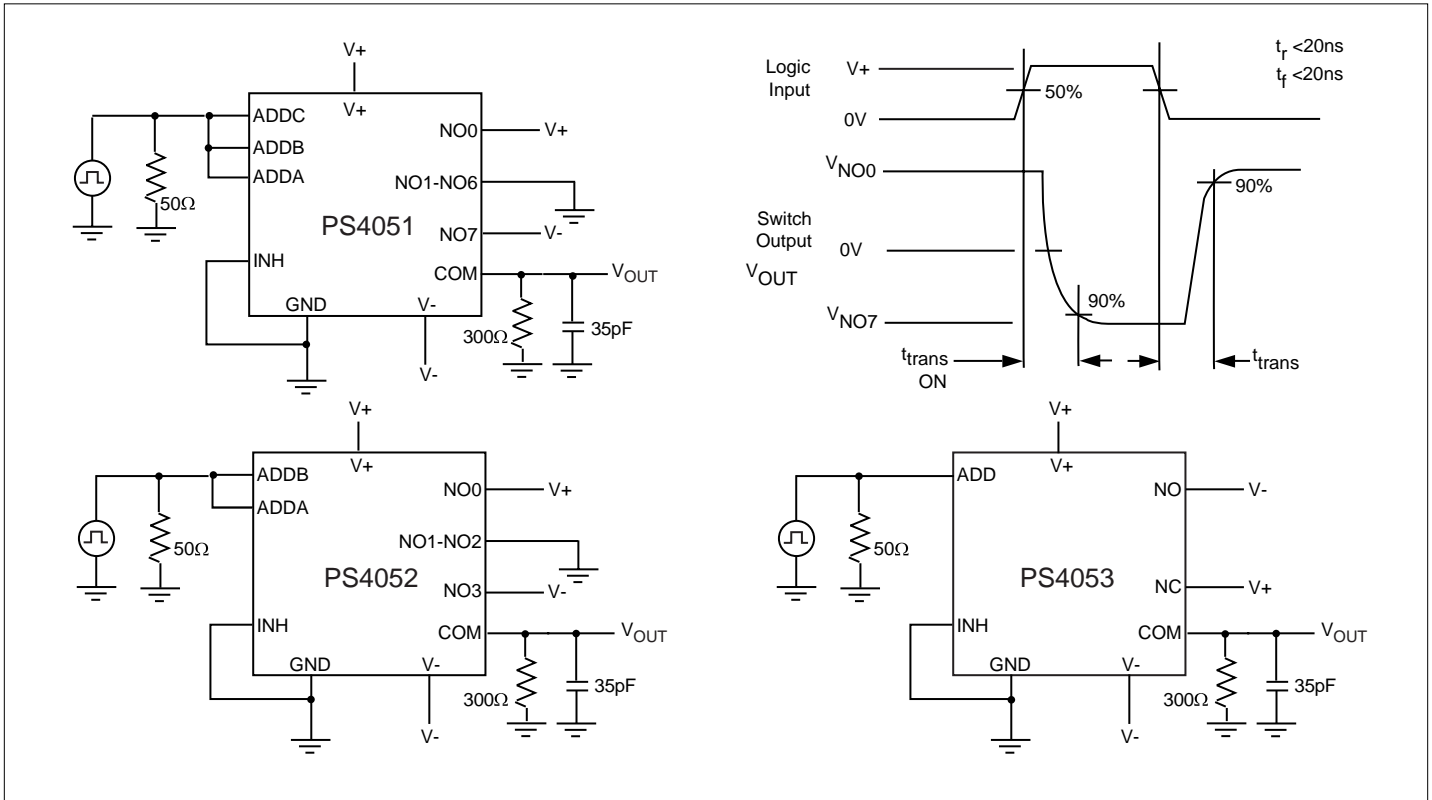 V+
V+
ADDC
ADDB
ADDA
50Ω
INH
GND
PS4051
NO0
V+
NO1-NO6
NO7
V-
COM
VOUT
V-
V-
300Ω
35pF
Logic
Input
V+
0V
50%
tr <20ns
tf <20ns
VNO0
Switch
Output
VOUT
0V
VNO7
90%
90%
ttrans
ON
ttrans
V+
V+
ADDB
ADDA
50Ω
INH
GND
PS4052
NO0
V+
NO1-NO2
NO3
V-
COM
VOUT
V-
V-
300Ω
35pF
V+
V+
ADD
50Ω
INH
GND
PS4053
NO
V-
NC
V+
COM
VOUT
V-
V-
300Ω
35pF